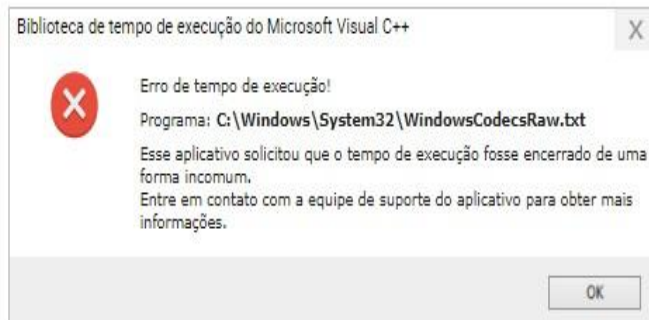 Biblioteca de tempo de execução do Microsoft Visual C++
X
Erro de tempo de execução!
Programa: C:\Windows\System32\WindowsCodecsRaw.txt
Esse aplicativo solicitou que o tempo de execução fosse encerrado de uma
forma incomum.
Entre em contato com a equipe de suporte do aplicativo para obter mais
informações.
OK